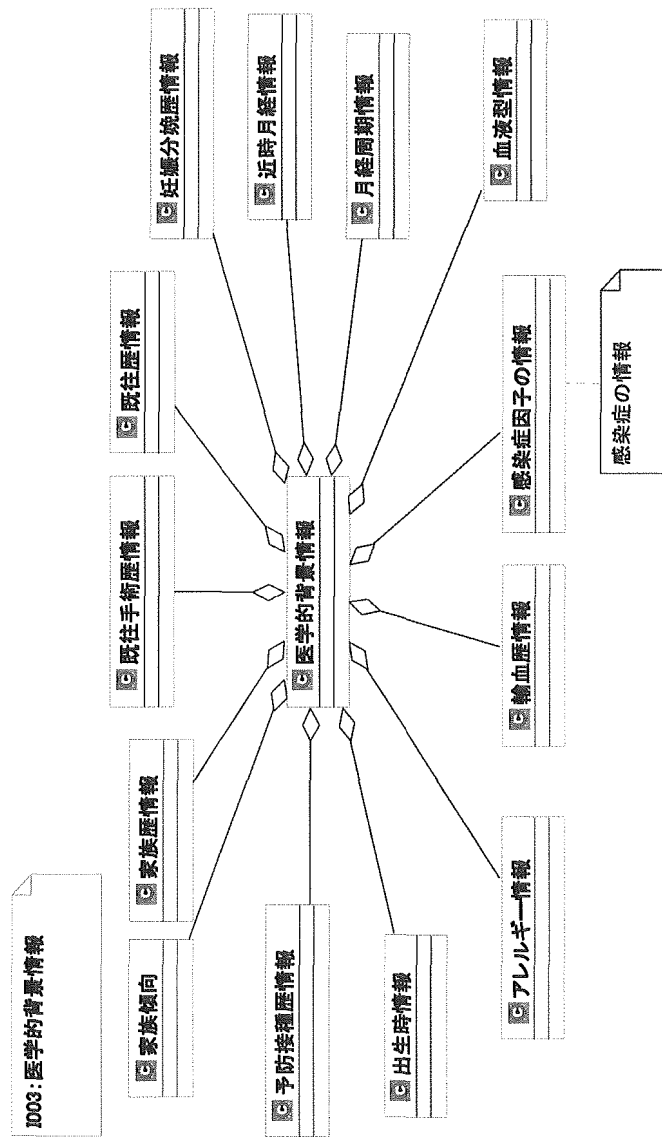 I003:医学的背景情報
C 家族傾向
C 家族歴情報
C 既往手術歴情報
C 既往歴情報
C 妊娠分娩歴情報
C 予防接種歴情報
C 医学的背景情報
C 近時月経情報
C 出生時情報
C 月経周期情報
C アレルギー情報
C 輸血歴情報
C 感染症因子の情報
C 血液型情報
感染症の情報